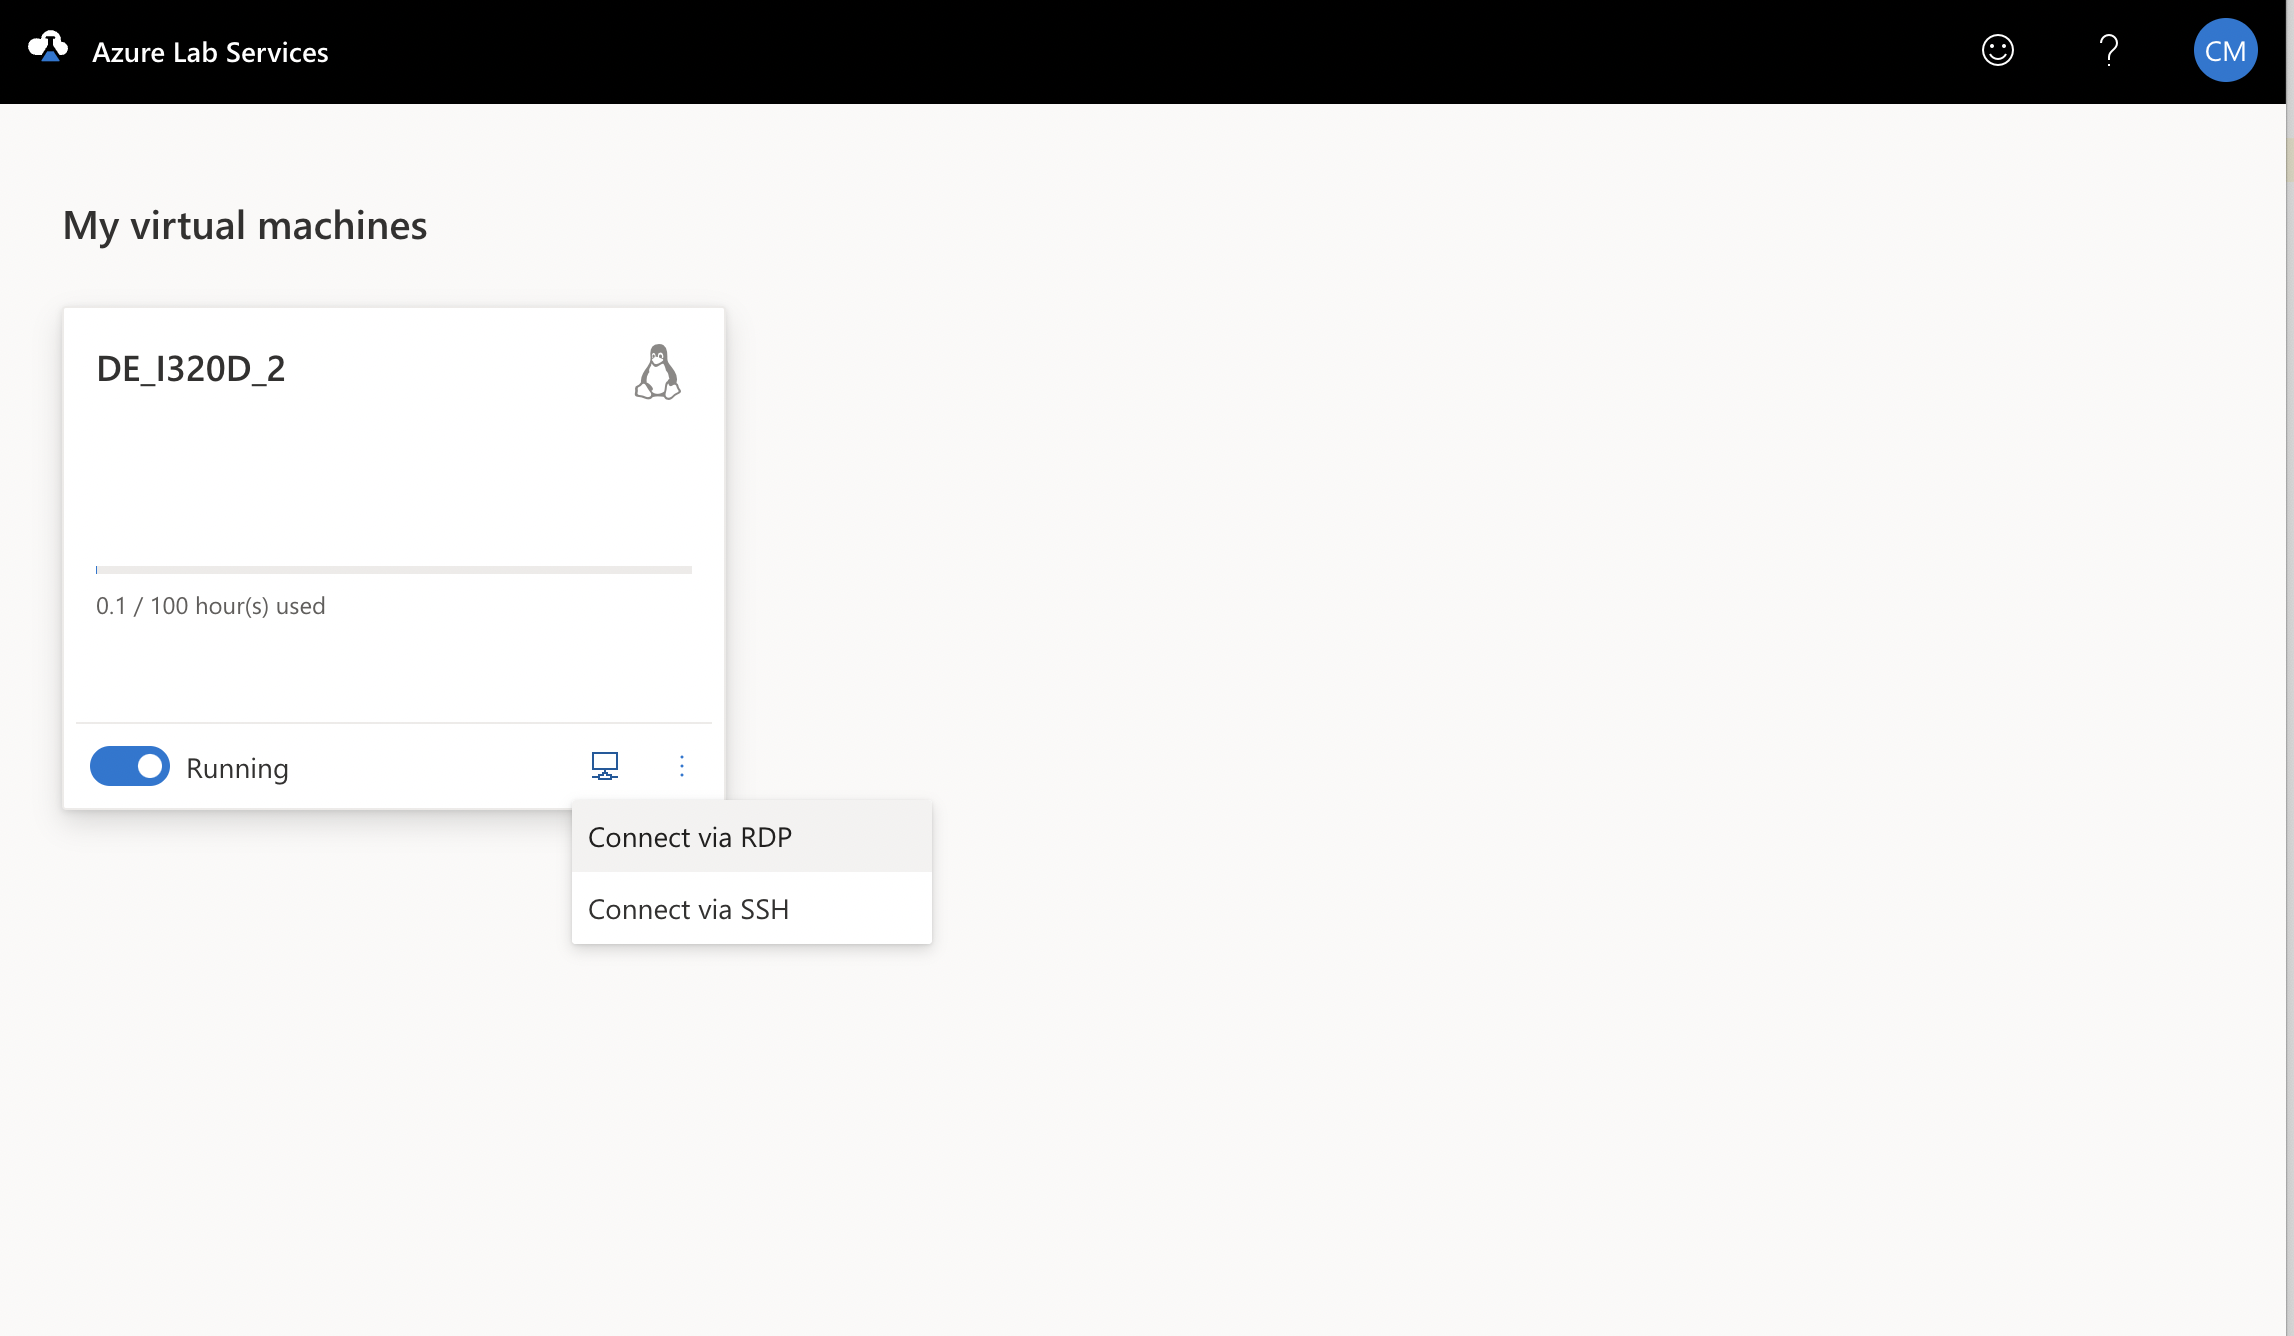 Azure Lab Services
?
CM
My virtual machines
DE_I320D_2
0.1 / 100 hour(s) used
Running
Connect via RDP
Connect via SSH